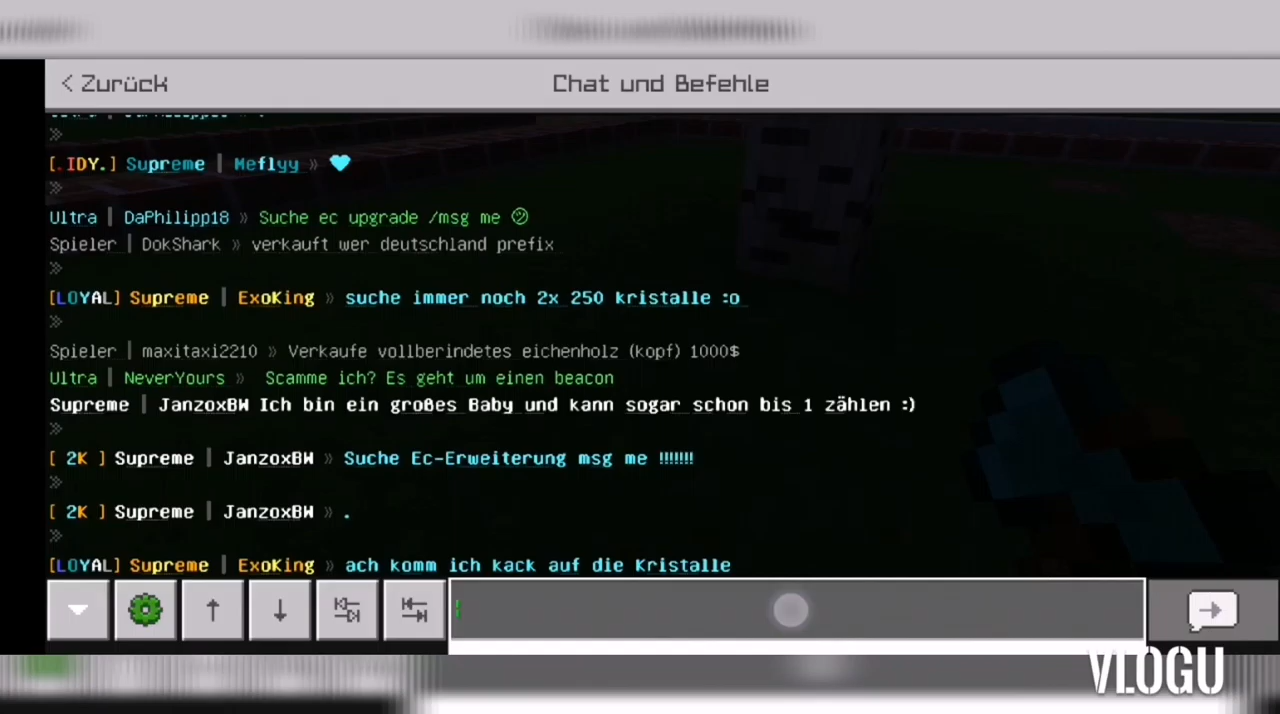 < Zurück
Chat und Befehle
»
[.IDY.] Supreme | Meflyy »
»
Ultra | DaPhilipp18 » Suche ec upgrade /msg me
Spieler | DokShark » verkauft wer deutschland prefix
»
[LOYAL] Supreme | ExoKing » suche immer noch 2x 250 kristalle :o
»
Spieler | maxitaxi2210 » Verkaufe vollberindetes eichenholz (kopf) 1000$
Ultra | NeverYours » Scamme ich? Es geht um einen beacon
Supreme | JanzoxBW Ich bin ein großes Baby und kann sogar schon bis 1 zählen :)
»
[ 2K ] Supreme | JanzoxBW » Suche Ec-Erweiterung msg me !!!!!!!
»
[ 2K ] Supreme | JanzoxBW » .
»
[LOYAL] Supreme | ExoKing » ach komm ich kack auf die Kristalle
VLOGU